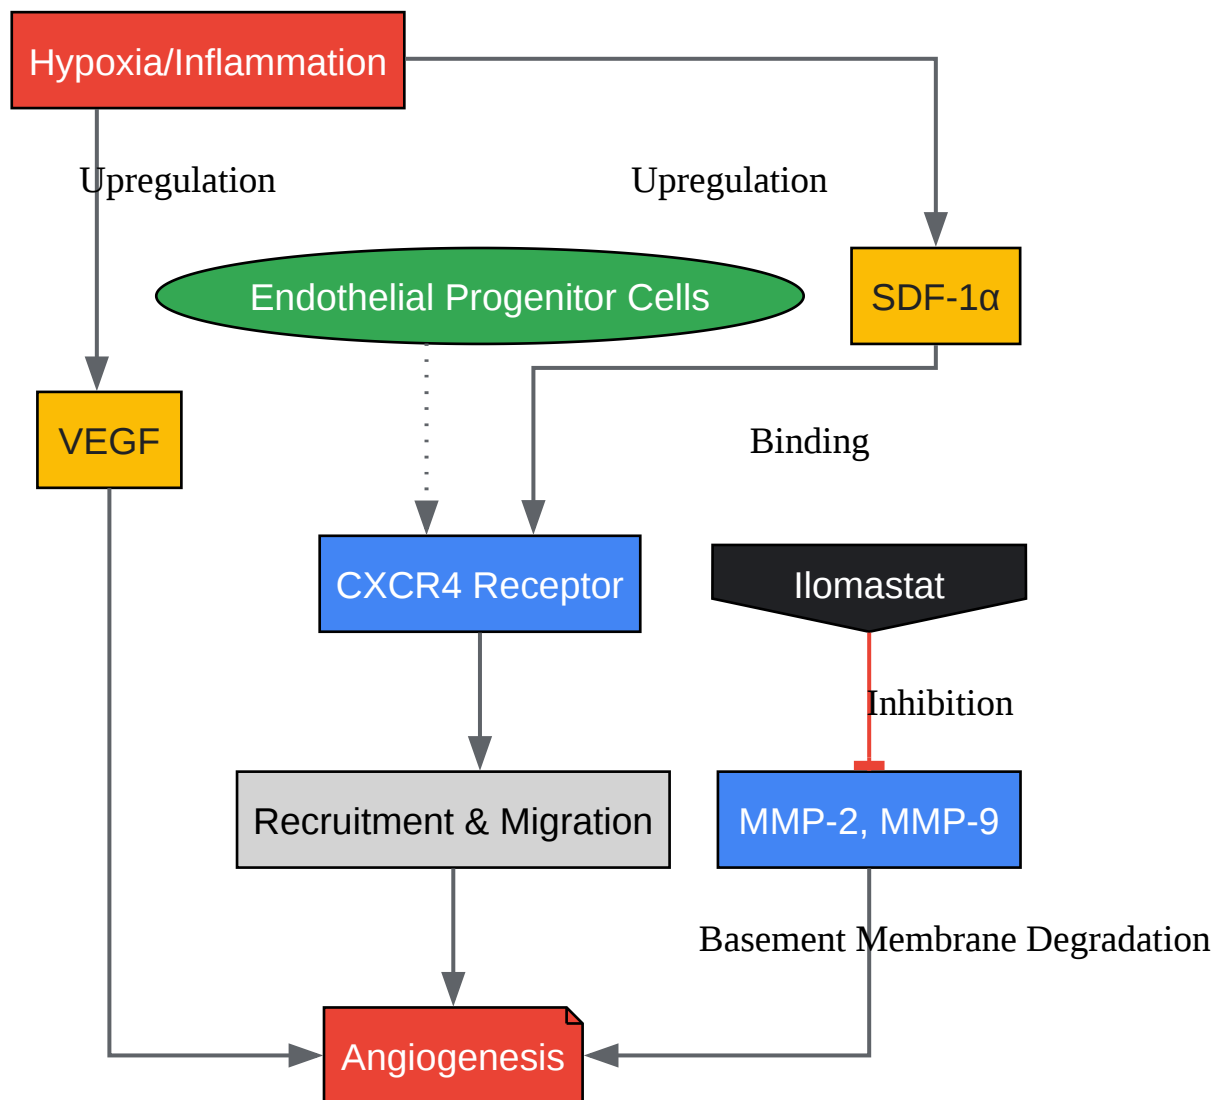 Hypoxia/Inflammation
Upregulation
Upregulation
Endothelial Progenitor Cells
SDF-1α
VEGF
Binding
CXCR4 Receptor
Ilomastat
Inhibition
Recruitment & Migration
MMP-2, MMP-9
Basement Membrane Degradation
Angiogenesis